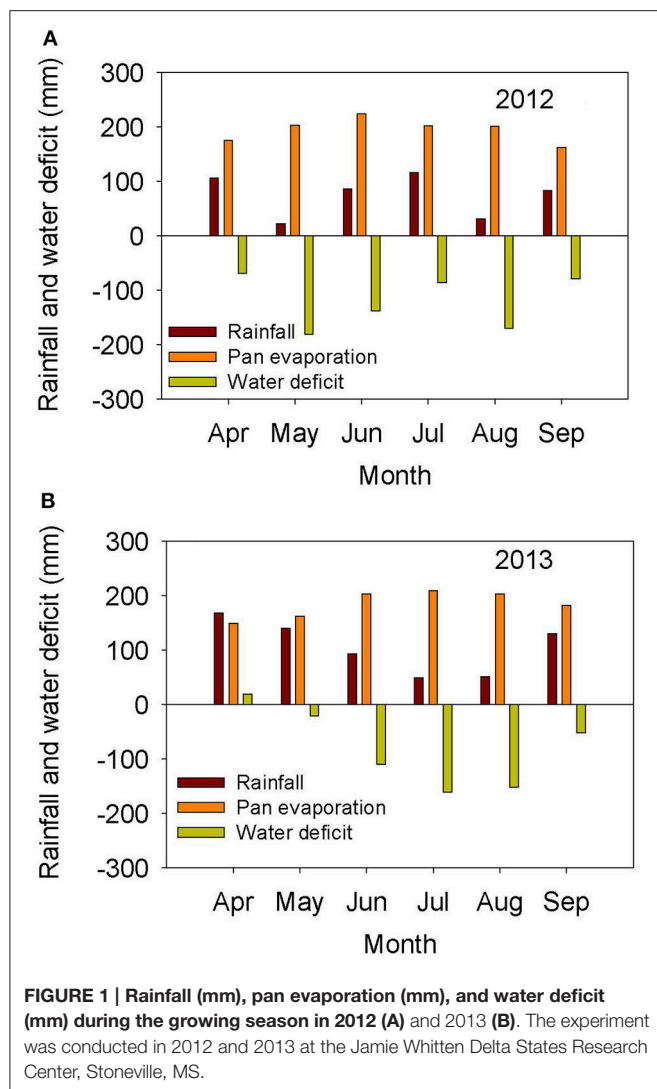 A
Rainfall and water deficit (mm)
300
200
100
0
-100
-200
-300
2012
Rainfall
Pan evaporation
Water deficit
Apr May Jun Jul Aug Sep
Month
B
Rainfall and water deficit (mm)
300
200
100
0
-100
-200
-300
2013
Rainfall
Pan evaporation
Water deficit
Apr May Jun Jul Aug Sep
Month
FIGURE 1 | Rainfall (mm), pan evaporation (mm), and water deficit
(mm) during the growing season in 2012 (A) and 2013 (B). The experiment
was conducted in 2012 and 2013 at the Jamie Whitten Delta States Research
Center, Stoneville, MS.